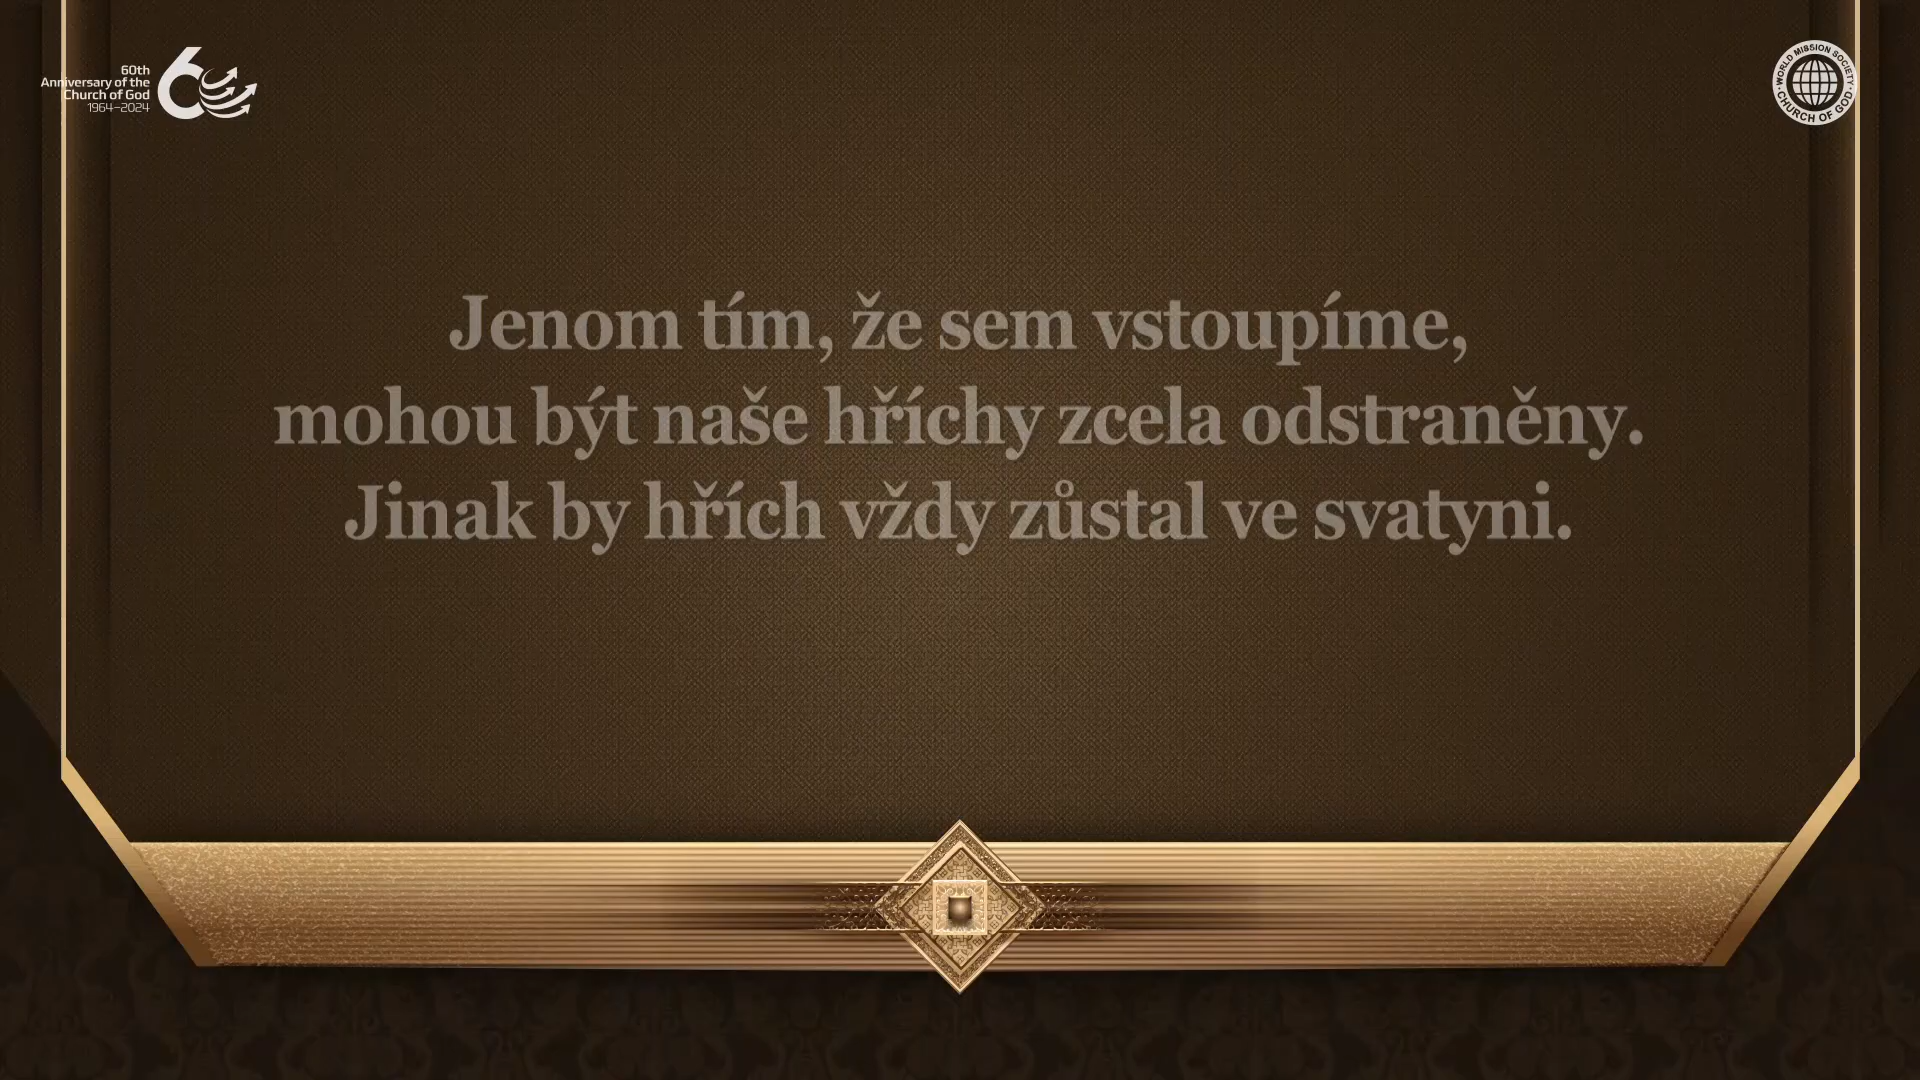 60th
Anniversary of the
Church of God
1964–2024
WORLD MISSION SOCIETY
CHURCH OF GOD
Jenom tím, že sem vstoupíme,
mohou být naše hříchy zcela odstraněny.
Jinak by hřích vždy zůstal ve svatyni.